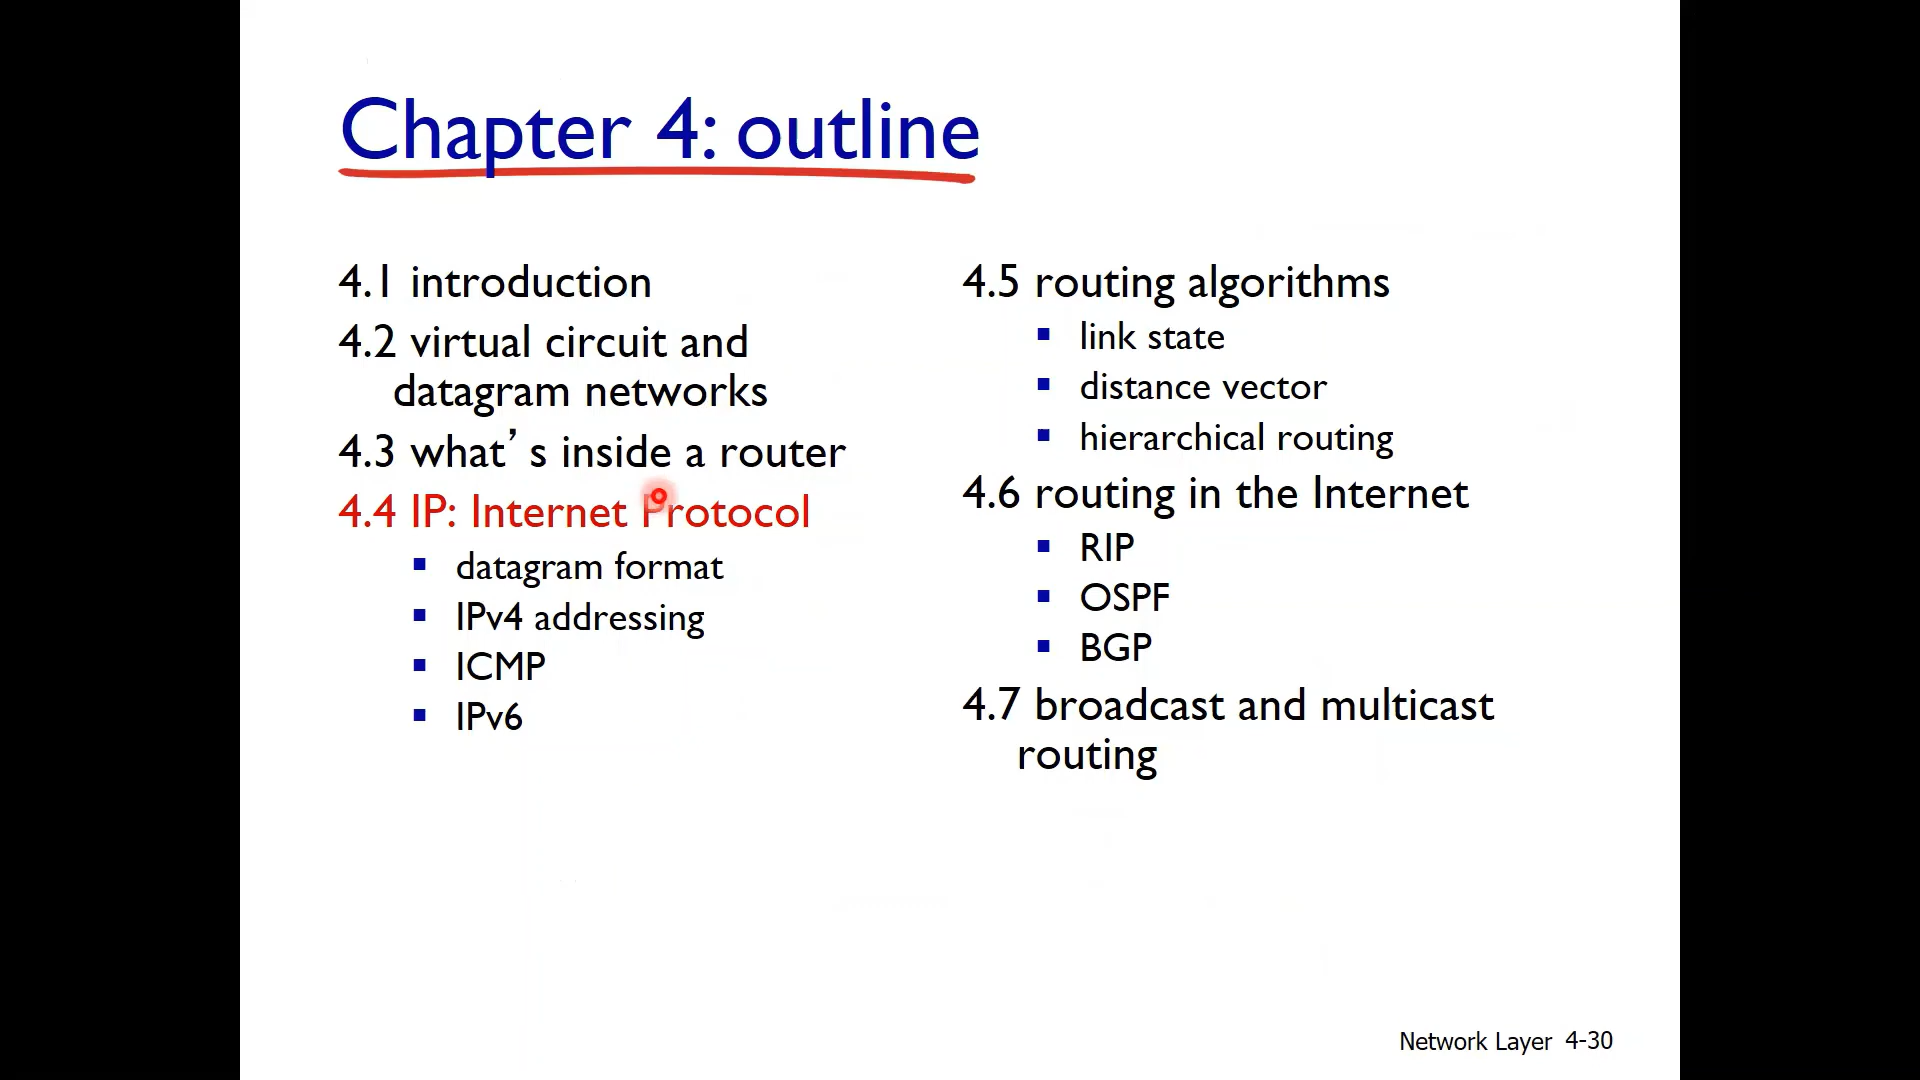 Chapter 4: outline
4.1 introduction
4.2 virtual circuit and
datagram networks
4.3 what’s inside a router
4.4 IP: Internet Protocol
▪ datagram format
▪ IPv4 addressing
▪ ICMP
▪ IPv6
4.5 routing algorithms
▪ link state
▪ distance vector
▪ hierarchical routing
4.6 routing in the Internet
▪ RIP
▪ OSPF
▪ BGP
4.7 broadcast and multicast
routing
Network Layer 4-30